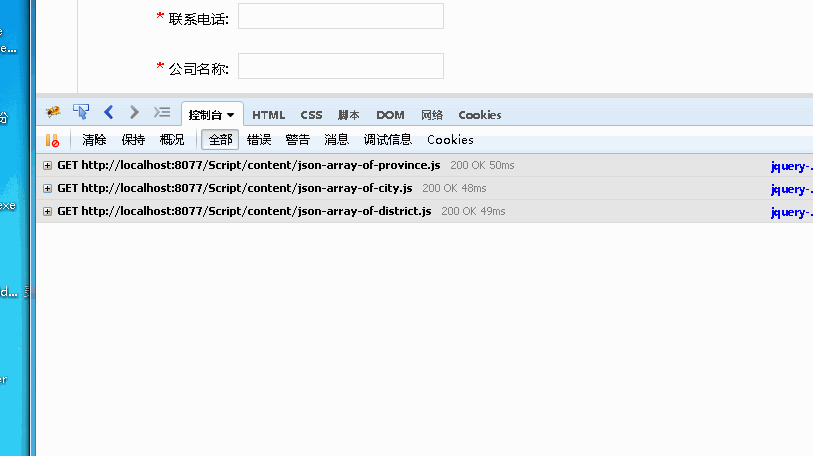 * 联系电话:
* 公司名称:
控制台 HTML CSS 脚本 DOM 网络 Cookies
清除 保持 概况 全部 错误 警告 消息 调试信息 Cookies
GET http://localhost:8077/Script/content/json-array-of-province.js 200 OK 50ms jquery-.
GET http://localhost:8077/Script/content/json-array-of-city.js 200 OK 48ms jquery-.
GET http://localhost:8077/Script/content/json-array-of-district.js 200 OK 49ms jquery-.
e
e...
份
exe
d...
er